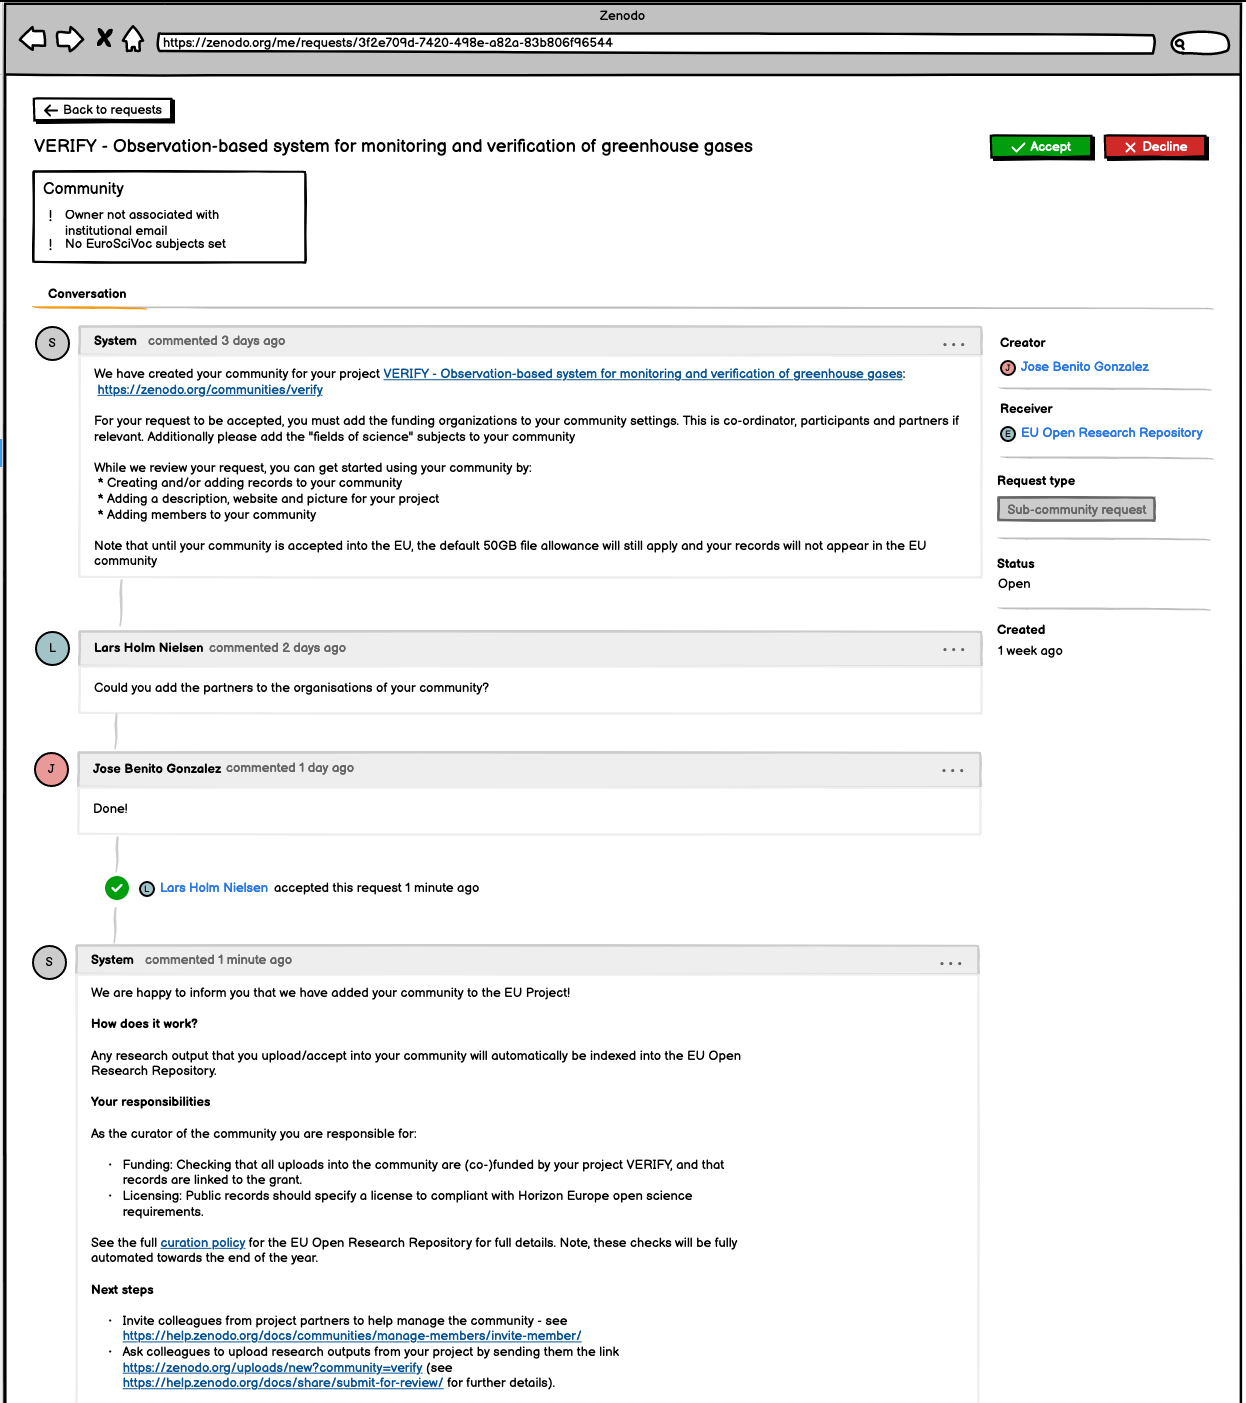 Zenodo
https://zenodo.org/me/requests/3f2e709d-7420-498e-a82a-83b806f96544
Back to requests
VERIFY - Observation-based system for monitoring and verification of greenhouse gases
Accept
Decline
Community
! Owner not associated with
institutional email
! No EuroSciVoc subjects set
Conversation
S
System commented 3 days ago
...
We have created your community for your project VERIFY - Observation-based system for monitoring and verification of greenhouse gases:
https://zenodo.org/communities/verify
For your request to be accepted, you must add the funding organizations to your community settings. This is co-ordinator, participants and partners if
relevant. Additionally please add the "fields of science" subjects to your community
While we review your request, you can get started using your community by:
* Creating and/or adding records to your community
* Adding a description, website and picture for your project
* Adding members to your community
Note that until your community is accepted into the EU, the default 50GB file allowance will still apply and your records will not appear in the EU
community
Creator
J Jose Benito Gonzalez
Receiver
E EU Open Research Repository
Request type
Sub-community request
Status
Open
Created
1 week ago
L
Lars Holm Nielsen commented 2 days ago
...
Could you add the partners to the organisations of your community?
J
Jose Benito Gonzalez commented 1 day ago
...
Done!
L Lars Holm Nielsen accepted this request 1 minute ago
S
System commented 1 minute ago
...
We are happy to inform you that we have added your community to the EU Project!
How does it work?
Any research output that you upload/accept into your community will automatically be indexed into the EU Open
Research Repository.
Your responsibilities
As the curator of the community you are responsible for:
· Funding: Checking that all uploads into the community are (co-)funded by your project VERIFY, and that
records are linked to the grant.
· Licensing: Public records should specify a license to compliant with Horizon Europe open science
requirements.
See the full curation policy for the EU Open Research Repository for full details. Note, these checks will be fully
automated towards the end of the year.
Next steps
· Invite colleagues from project partners to help manage the community - see
https://help.zenodo.org/docs/communities/manage-members/invite-member/
· Ask colleagues to upload research outputs from your project by sending them the link
https://zenodo.org/uploads/new?community=verify (see
https://help.zenodo.org/docs/share/submit-for-review/ for further details).